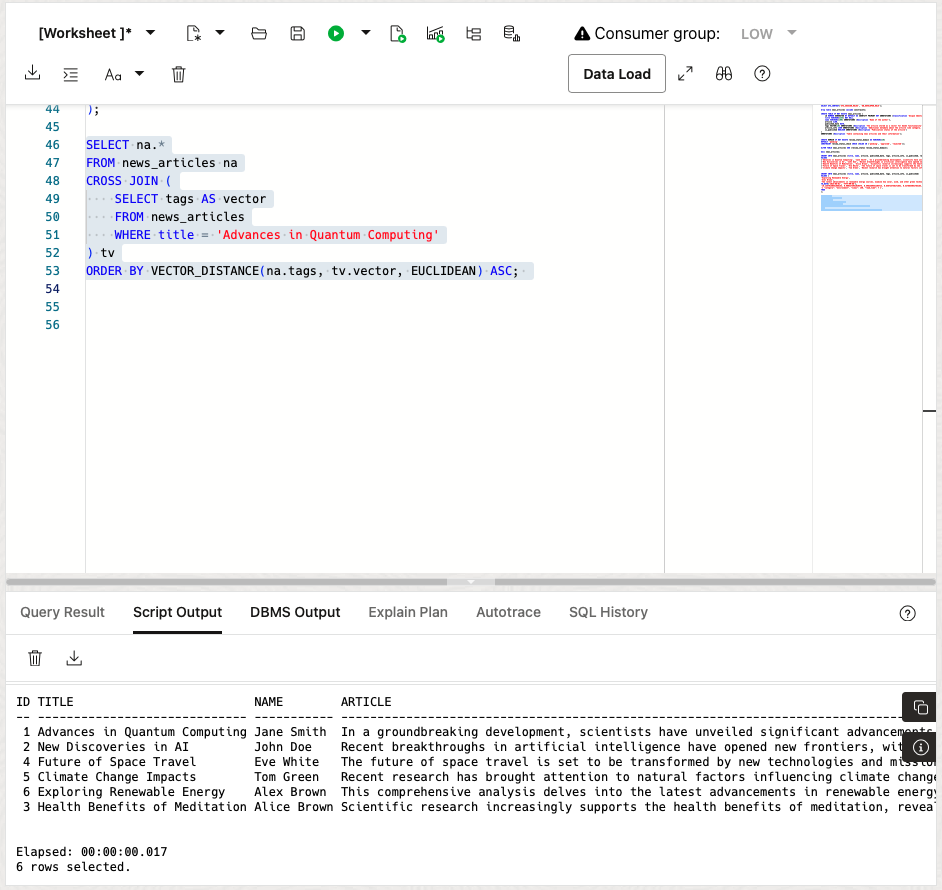 [Worksheet ]*
Consumer group: LOW
Aa
Data Load
44 );
45
46 SELECT na.*
47 FROM news_articles na
48 CROSS JOIN (
49     SELECT tags AS vector
50     FROM news_articles
51     WHERE title = 'Advances in Quantum Computing'
52 ) tv
53 ORDER BY VECTOR_DISTANCE(na.tags, tv.vector, EUCLIDEAN) ASC;
54
55
56
Query Result Script Output DBMS Output Explain Plan Autotrace SQL History
ID TITLE NAME ARTICLE
-- ----------------------------- ----------- ------------------------------------------------------------------------------
1 Advances in Quantum Computing Jane Smith In a groundbreaking development, scientists have unveiled significant advancements
2 New Discoveries in AI John Doe Recent breakthroughs in artificial intelligence have opened new frontiers,
4 Future of Space Travel Eve White The future of space travel is set to be transformed by new technologies and
5 Climate Change Impacts Tom Green Recent research has brought attention to natural factors influencing climate change
6 Exploring Renewable Energy Alex Brown This comprehensive analysis delves into the latest advancements in renewable energy
3 Health Benefits of Meditation Alice Brown Scientific research increasingly supports the health benefits of meditation, revea
Elapsed: 00:00:00.017
6 rows selected.